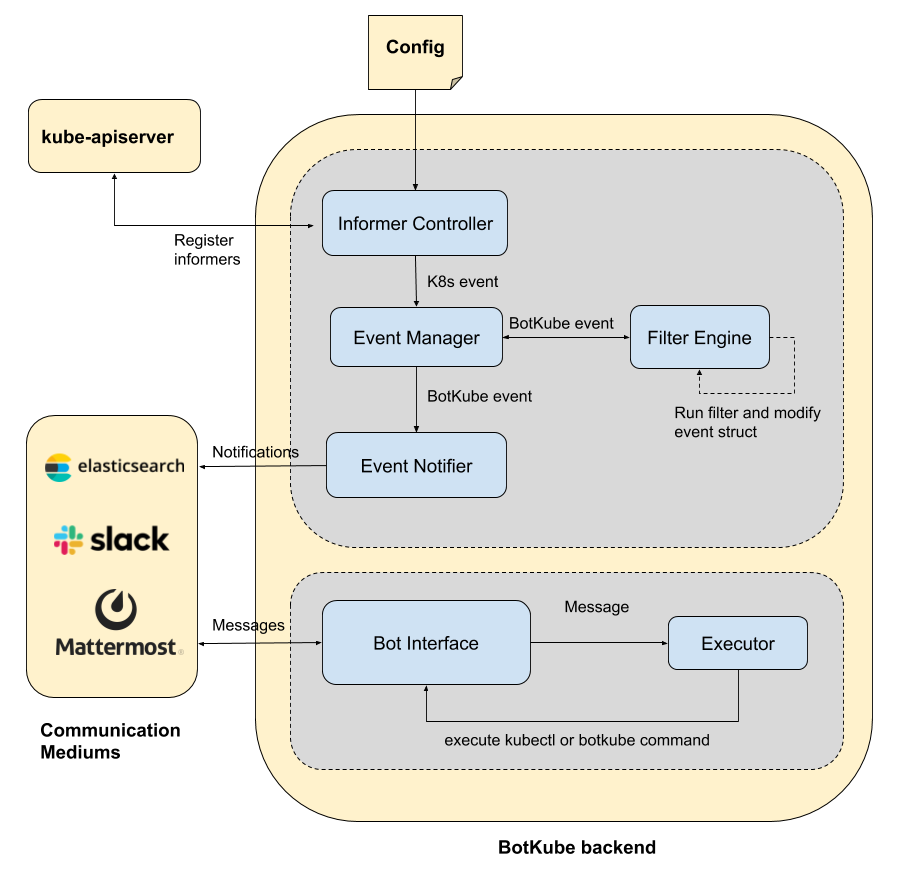 Config
kube-apiserver
Informer Controller
Register
informers
K8s event
Event Manager
BotKube event
Filter Engine
BotKube event
Run filter and modify
event struct
Notifications
Event Notifier
elasticsearch
slack
Mattermost®
Messages
Bot Interface
Message
Executor
execute kubectl or botkube command
Communication
Mediums
BotKube backend